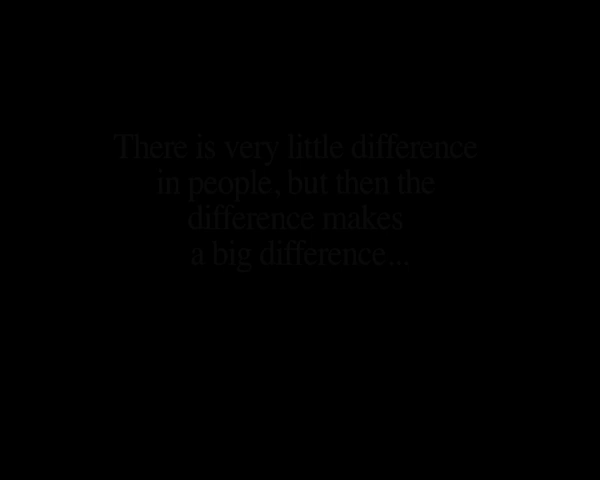 There is very little difference
in people, but then the
difference makes
a big difference...